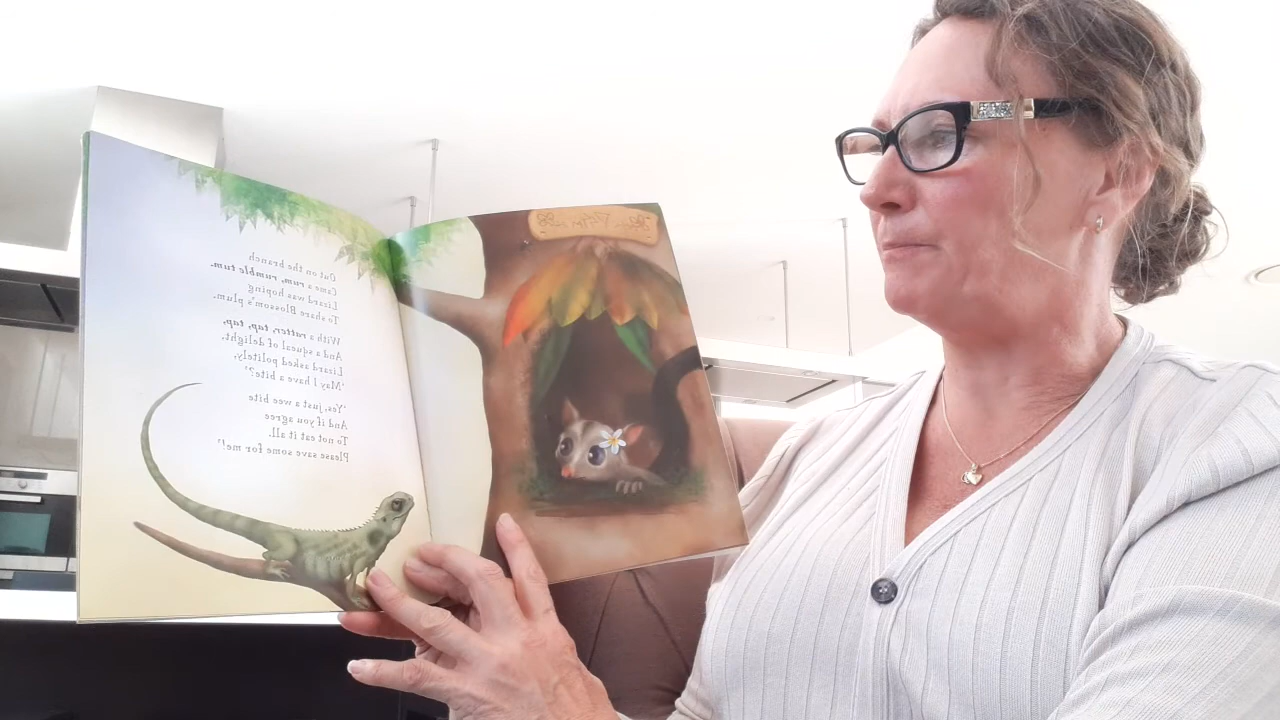 Out on the branch
Came a rum, rum, rumble tum.
Lizard was hoping
To share Blossom's plum.
With a ratter, tap, tap,
And a squeal of delight,
Lizard asked politely,
'May I have a bite?'
'Yes, just a wee bite
And if you agree
To not eat it all.
Please save some for me!'